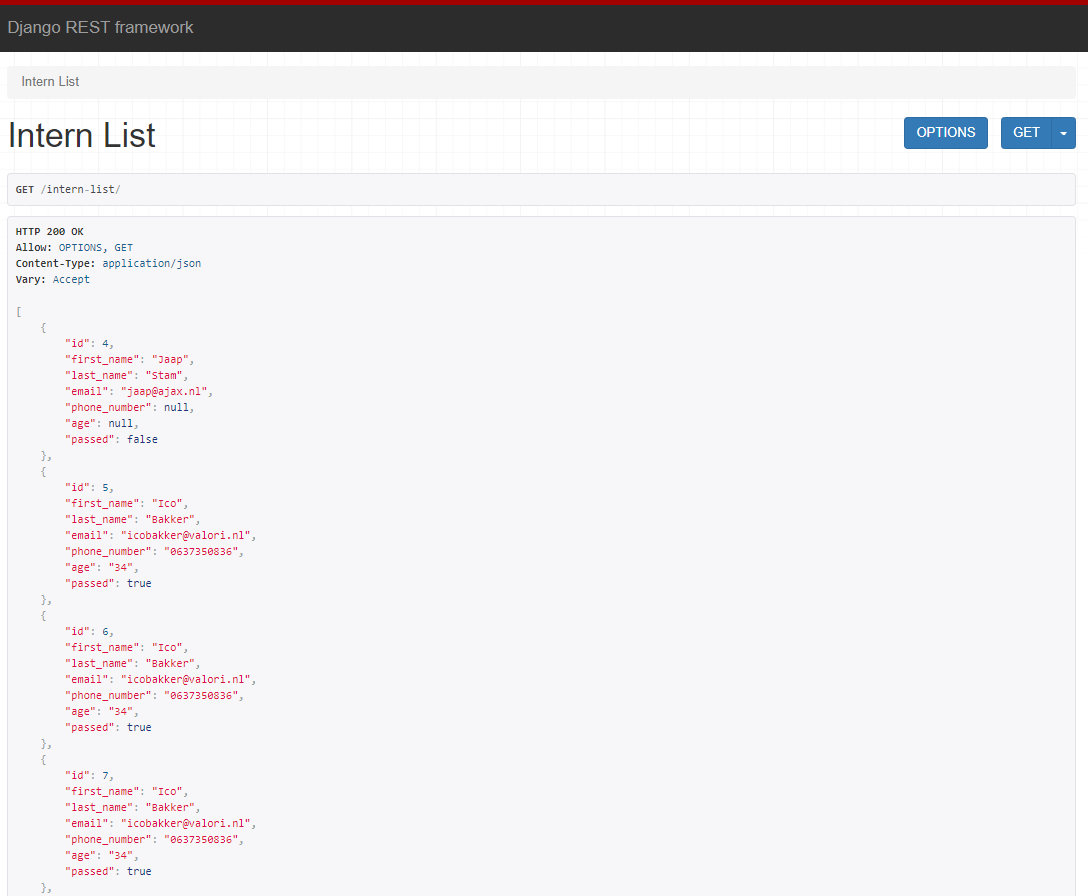 Django REST framework
Intern List
Intern List
OPTIONS GET
GET /intern-list/
HTTP 200 OK
Allow: OPTIONS, GET
Content-Type: application/json
Vary: Accept
[
    {
        "id": 4,
        "first_name": "Jaap",
        "last_name": "Stam",
        "email": "jaap@ajax.nl",
        "phone_number": null,
        "age": null,
        "passed": false
    },
    {
        "id": 5,
        "first_name": "Ico",
        "last_name": "Bakker",
        "email": "icobakker@valori.nl",
        "phone_number": "0637350836",
        "age": "34",
        "passed": true
    },
    {
        "id": 6,
        "first_name": "Ico",
        "last_name": "Bakker",
        "email": "icobakker@valori.nl",
        "phone_number": "0637350836",
        "age": "34",
        "passed": true
    },
    {
        "id": 7,
        "first_name": "Ico",
        "last_name": "Bakker",
        "email": "icobakker@valori.nl",
        "phone_number": "0637350836",
        "age": "34",
        "passed": true
    },